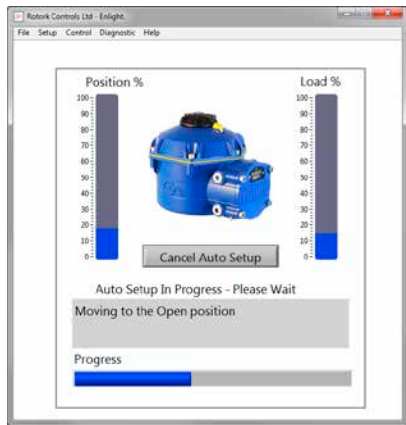 Rotork Controls Ltd - Enlight.
File Setup Control Diagnostic Help
Position % Load %
100 100
90 90
80 80
70 70
60 60
50 50
40 40
30 30
20 20
10 10
0 0
Cancel Auto Setup
Auto Setup In Progress - Please Wait
Moving to the Open position
Progress